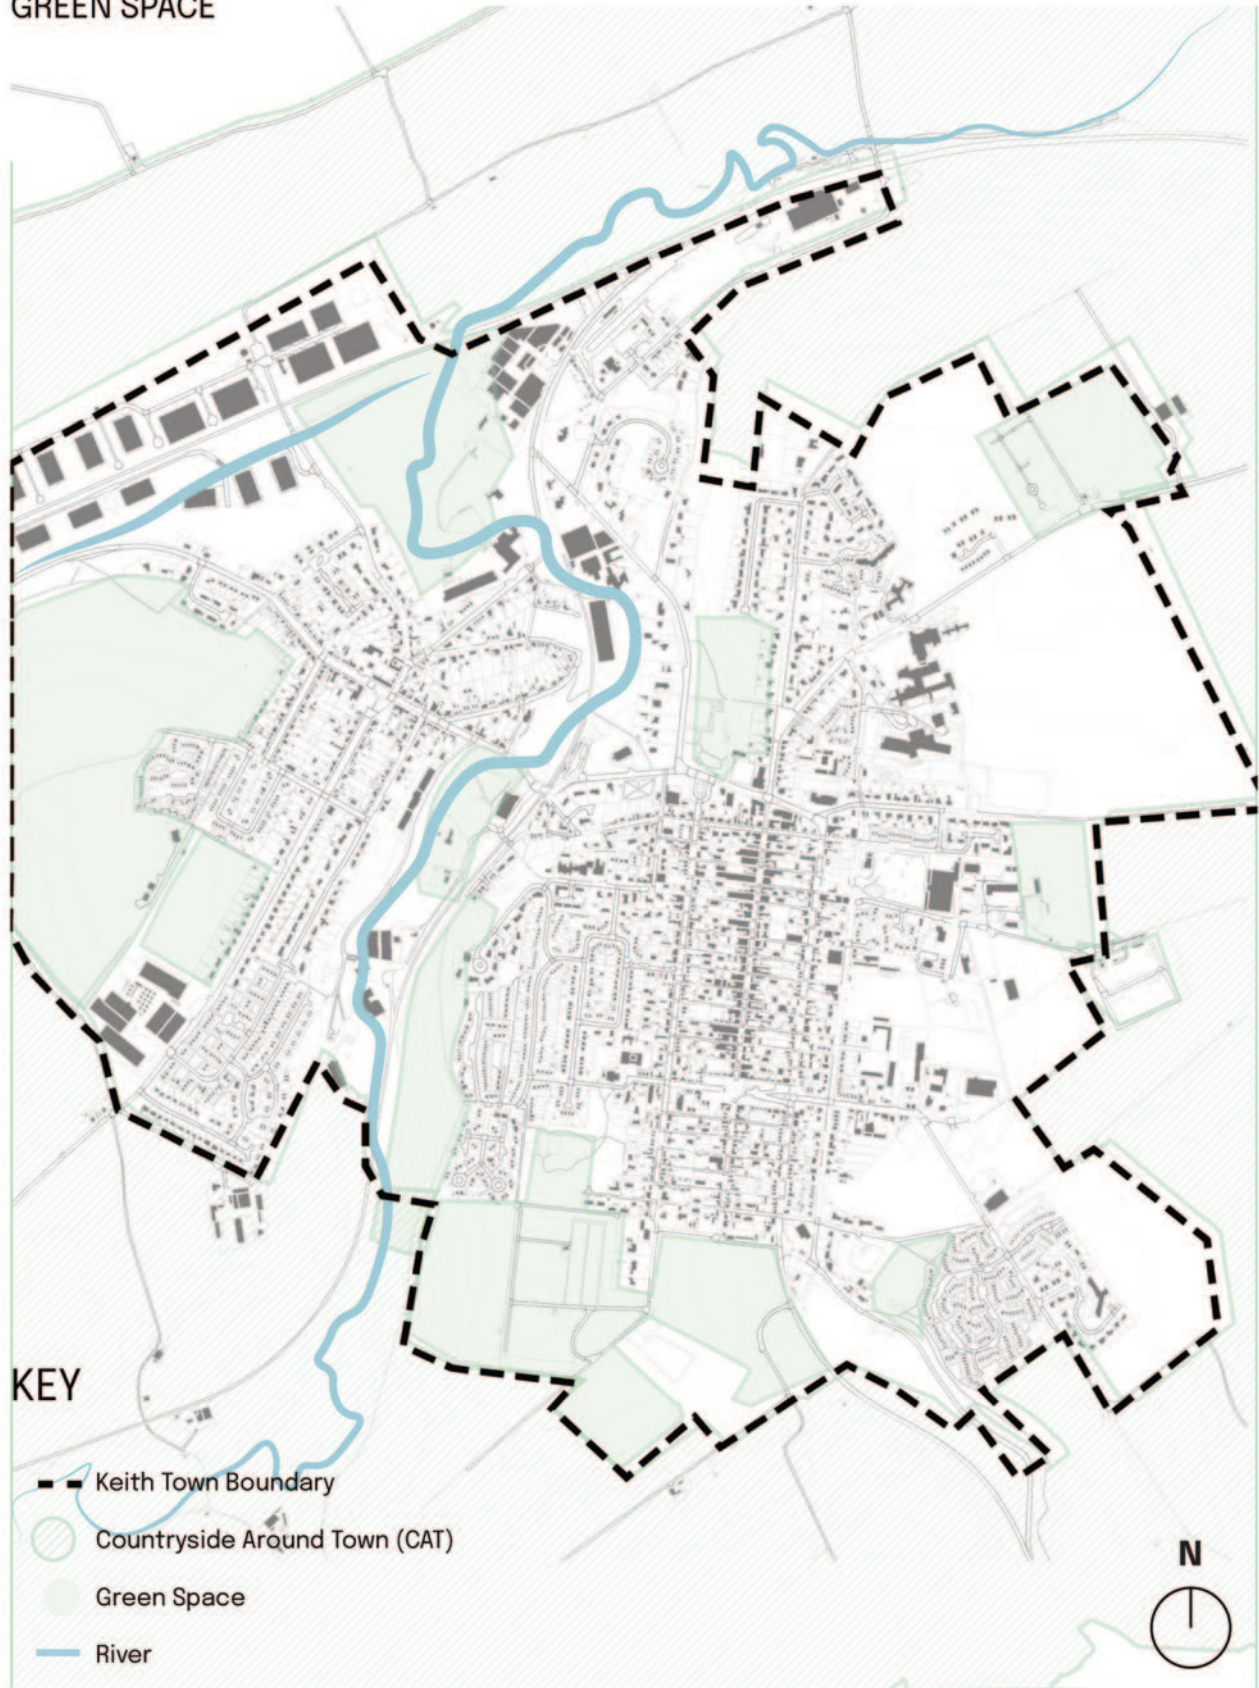 GREEN SPACE
KEY
Keith Town Boundary
Countryside Around Town (CAT)
Green Space
River
N